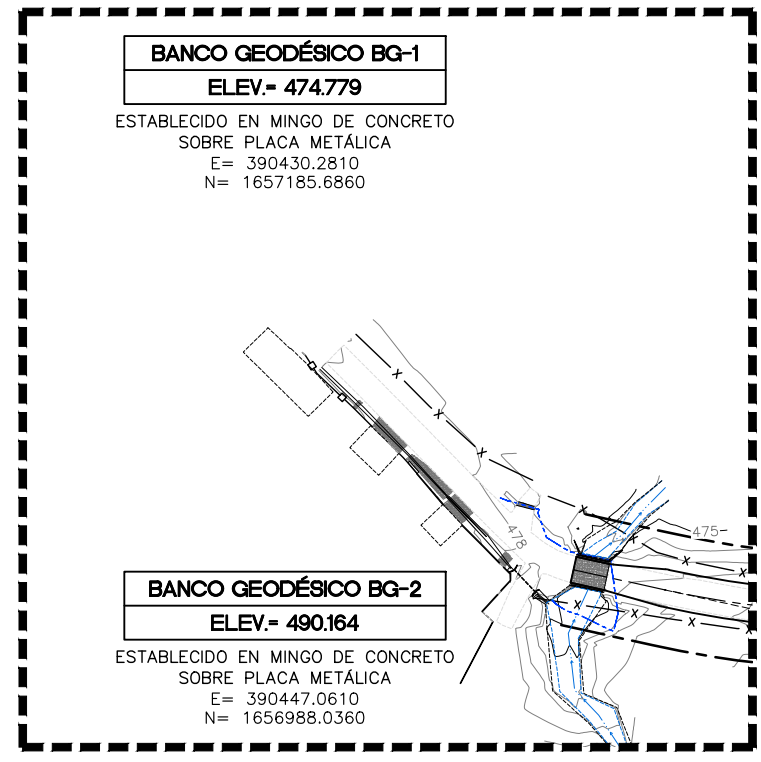 BANCO GEODÉSICO BG-1
ELEV.= 474.779
ESTABLECIDO EN MINGO DE CONCRETO
SOBRE PLACA METÁLICA
E= 390430.2810
N= 1657185.6860
X
X
X
X
478
475
X
X
X
X
X
X
X
BANCO GEODÉSICO BG-2
ELEV.= 490.164
ESTABLECIDO EN MINGO DE CONCRETO
SOBRE PLACA METÁLICA
E= 390447.0610
N= 1656988.0360